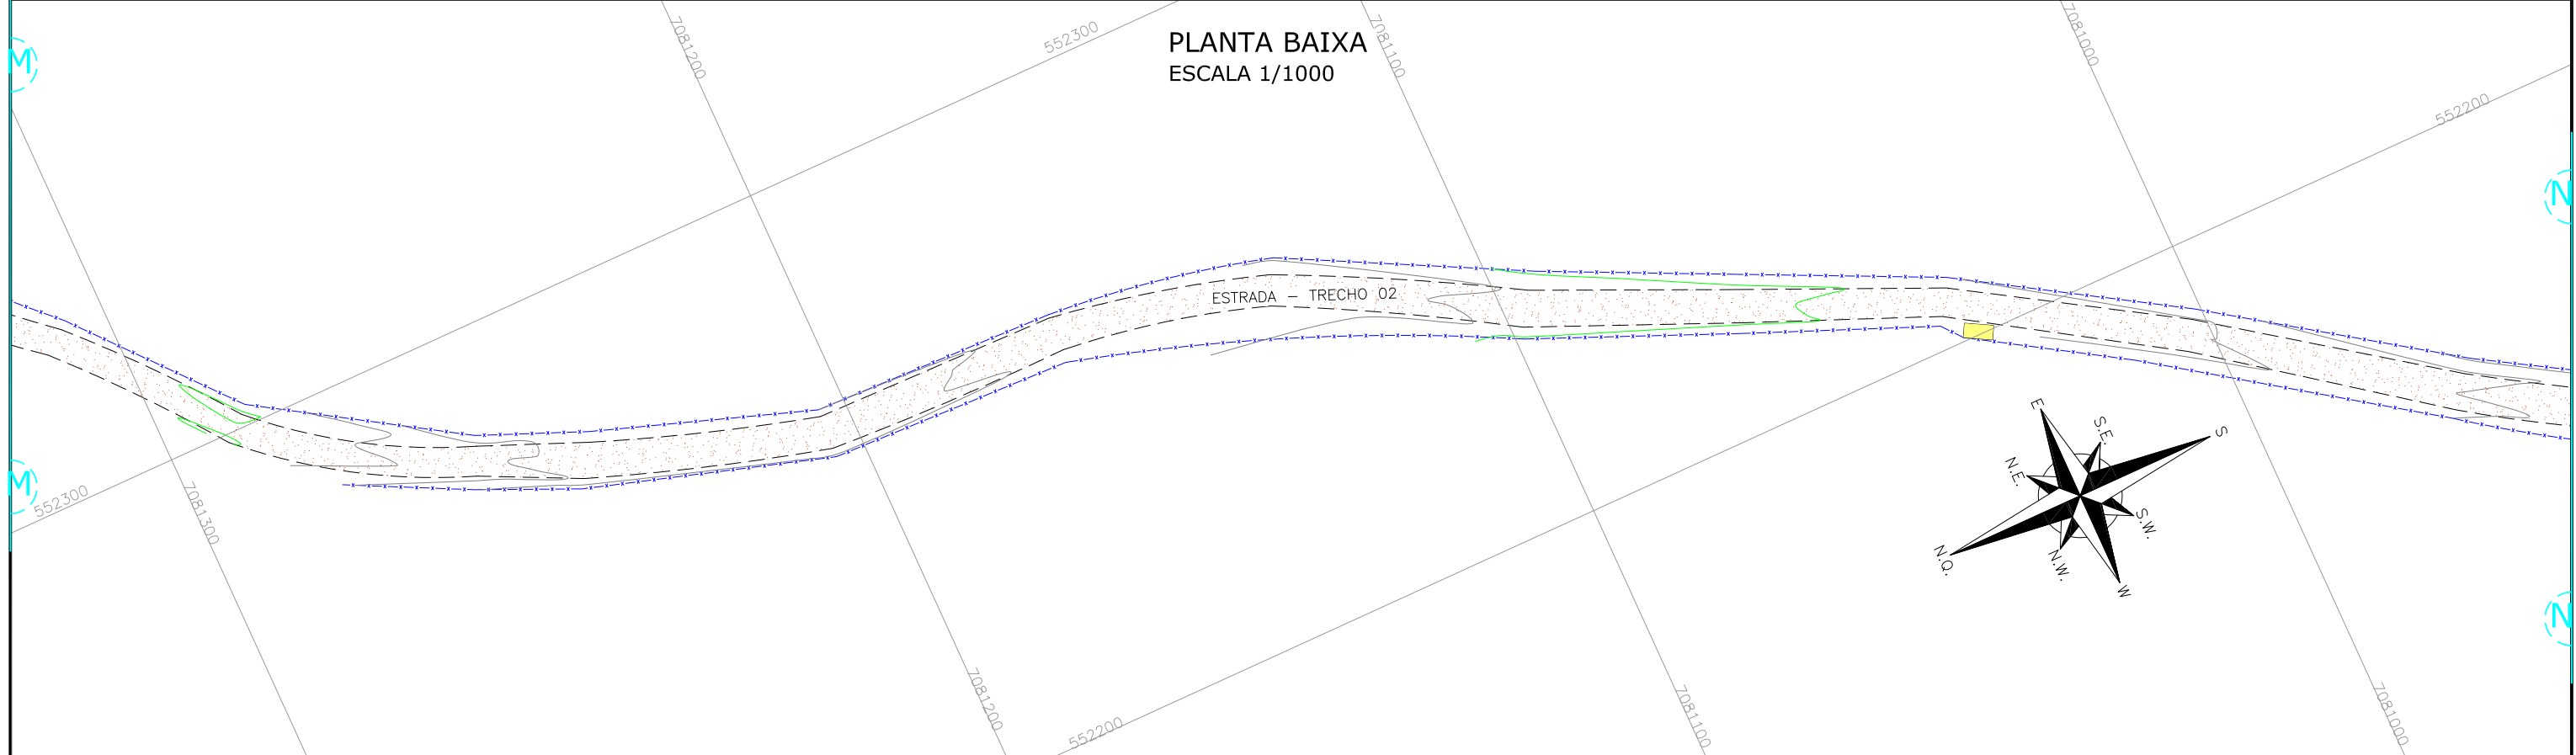 PLANTA BAIXA
ESCALA 1/1000
7081200
552300
7081100
7081000
552200
M
N
ESTRADA – TRECHO 02
M
552300
7081300
7081200
552200
7081100
7081000
E
S.E.
S
N.E.
S.W.
N.Q.
N.W.
W
N